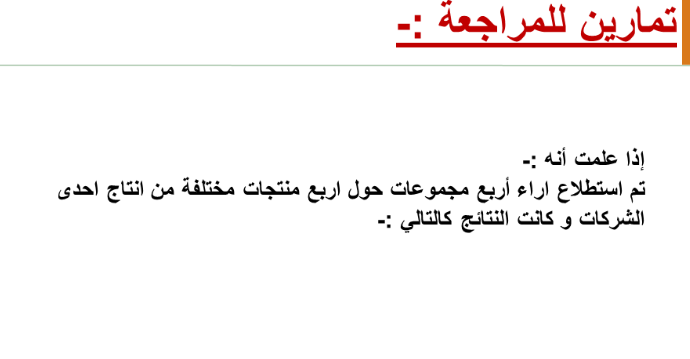 تمارين للمراجعة :-
إذا علمت أنه :-
تم استطلاع اراء أربع مجموعات حول اربع منتجات مختلفة من انتاج احدى
الشركات و كانت النتائج كالتالي :-